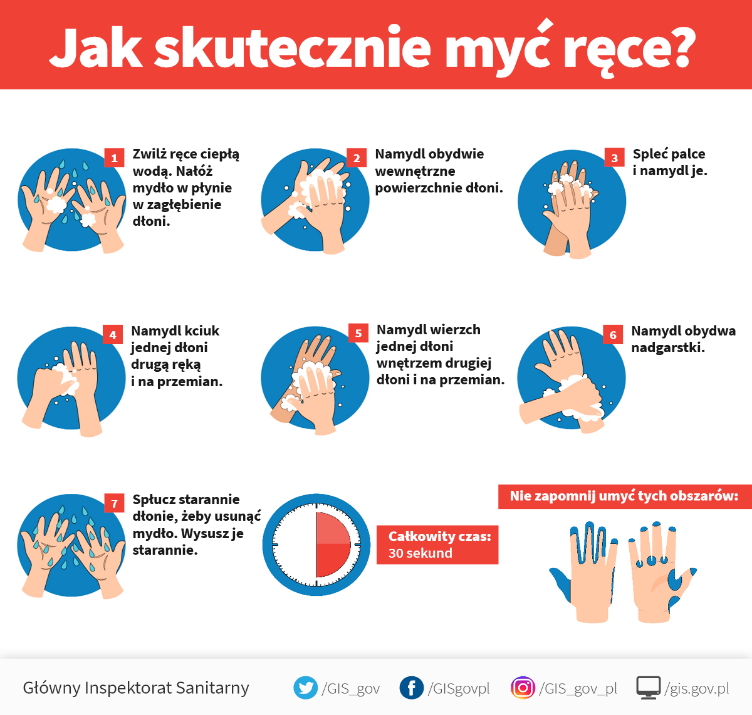 Jak skutecznie myć ręce?
1
Zwilż ręce ciepłą
wodą. Nałóż
mydło w płynie
w zagłębienie
dłoni.
2
Namydl obydwie
wewnętrzne
powierzchnie dłoni.
3
Spleć palce
i namydl je.
4
Namydl kciuk
jednej dłoni
drugą ręką
i na przemian.
5
Namydl wierzch
jednej dłoni
wnętrzem drugiej
dłoni i na przemian.
6
Namydl obydwa
nadgarstki.
7
Spłucz starannie
dłonie, żeby usunąć
mydło. Wysusz je
starannie.
Całkowity czas:
30 sekund
Nie zapomnij umyć tych obszarów:
Główny Inspektorat Sanitarny
/GIS_gov
/GISgovpl
/GIS_gov_pl
/gis.gov.pl